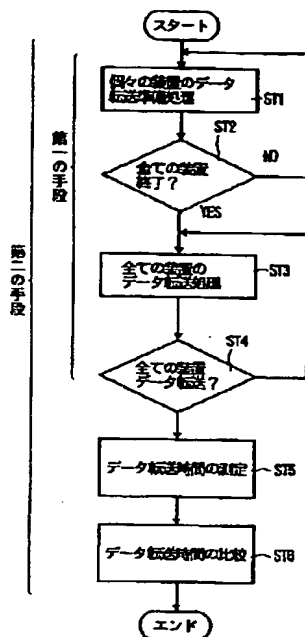 スタート
個々の装置のデータ
転送準備処理
ST1
ST2
全ての装置
終了？
NO
YES
全ての装置の
データ転送処理
ST3
ST4
全ての装置
データ転送？
データ転送時間の測定
ST5
データ転送時間の比較
ST6
エンド
第一の手段
第二の手段